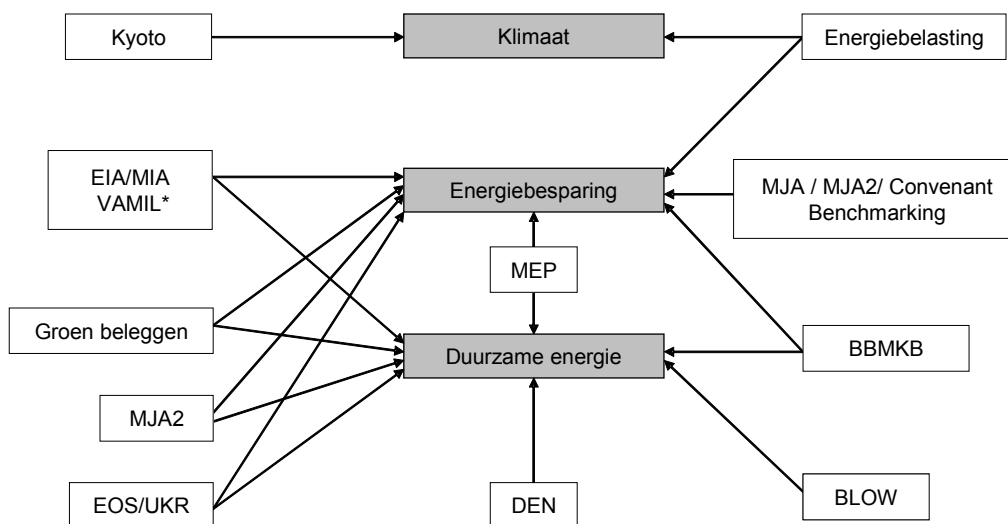 Kyoto
Klimaat
Energiebelasting
EIA/MIA
VAMIL*
Energiebesparing
MJA / MJA2/ Convenant
Benchmarking
MEP
Groen beleggen
Duurzame energie
BBMKB
MJA2
EOS/UKR
DEN
BLOW